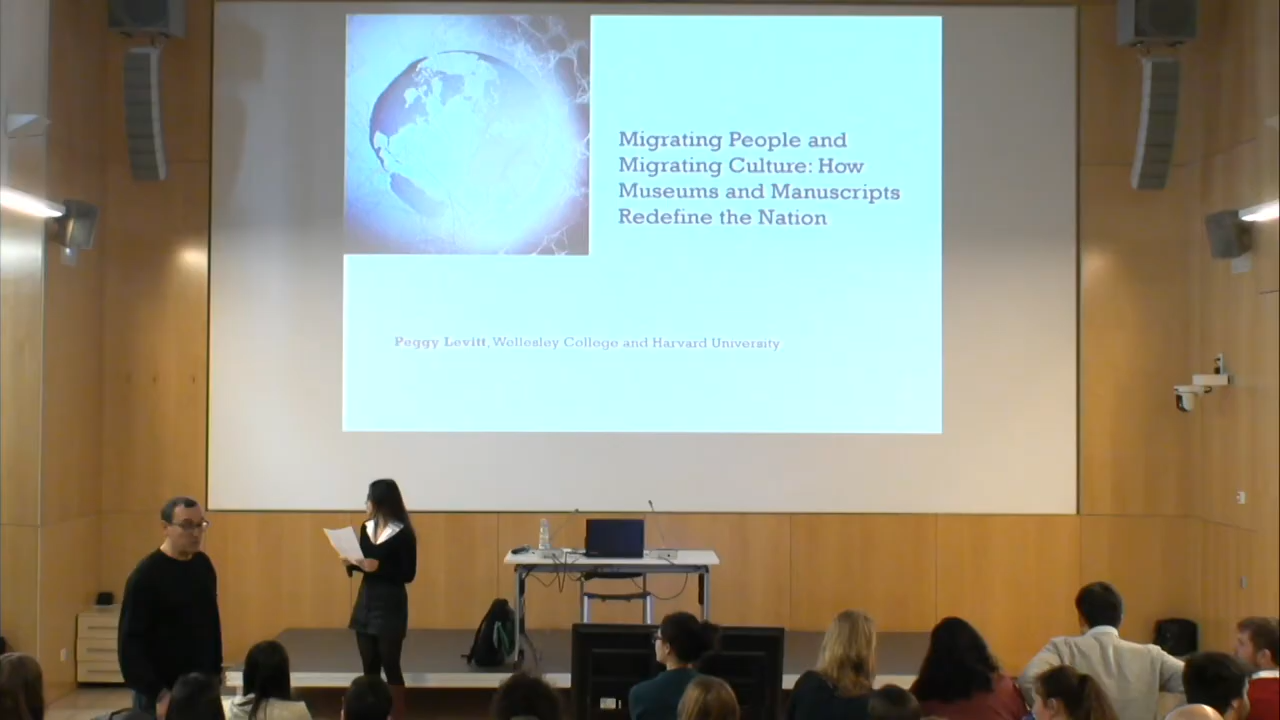 Migrating People and
Migrating Culture: How
Museums and Manuscripts
Redefine the Nation
Peggy Levitt, Wellesley College and Harvard University